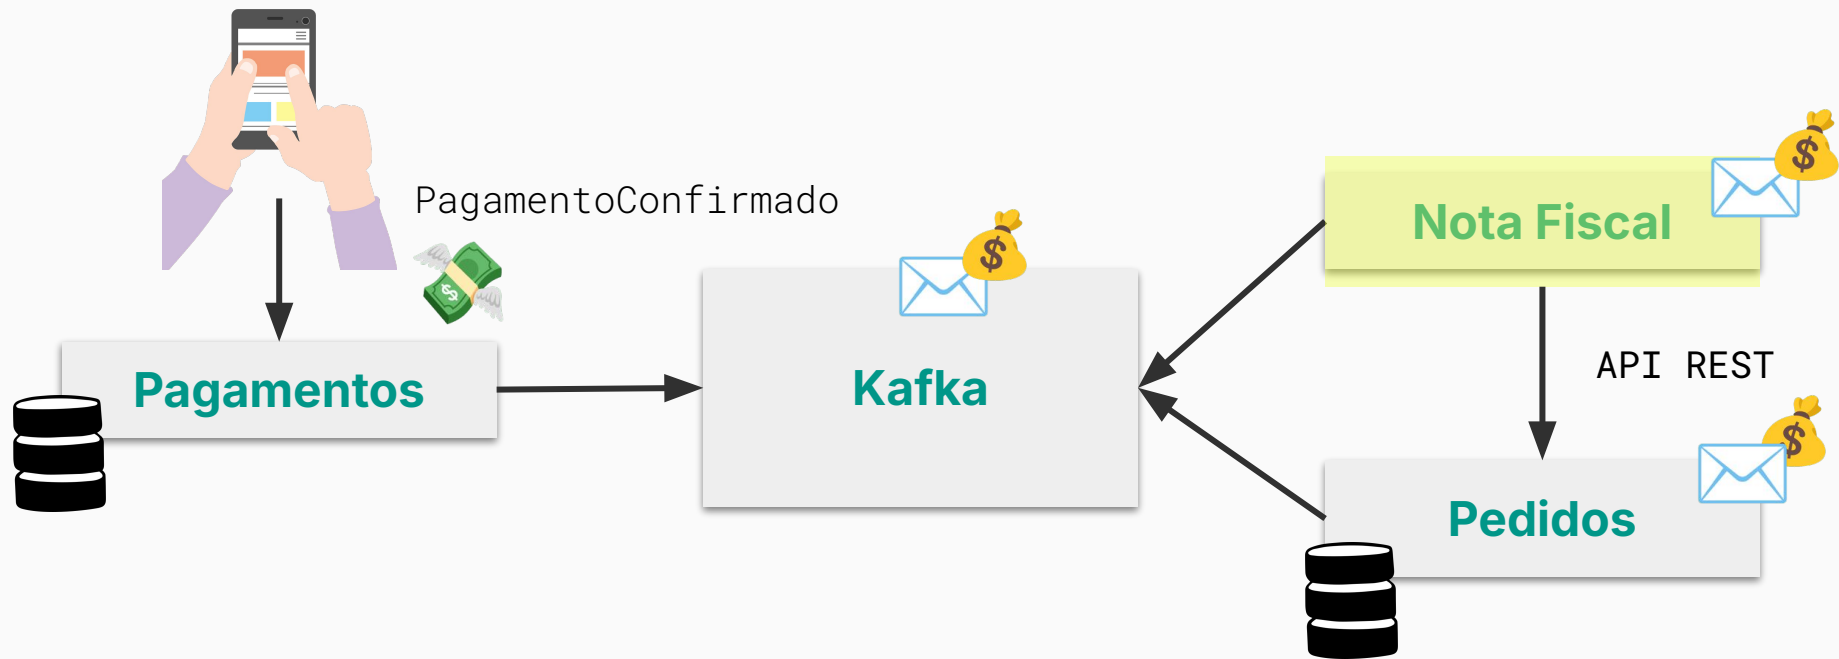 PagamentoConfirmado
Nota Fiscal
Pagamentos
Kafka
API REST
Pedidos